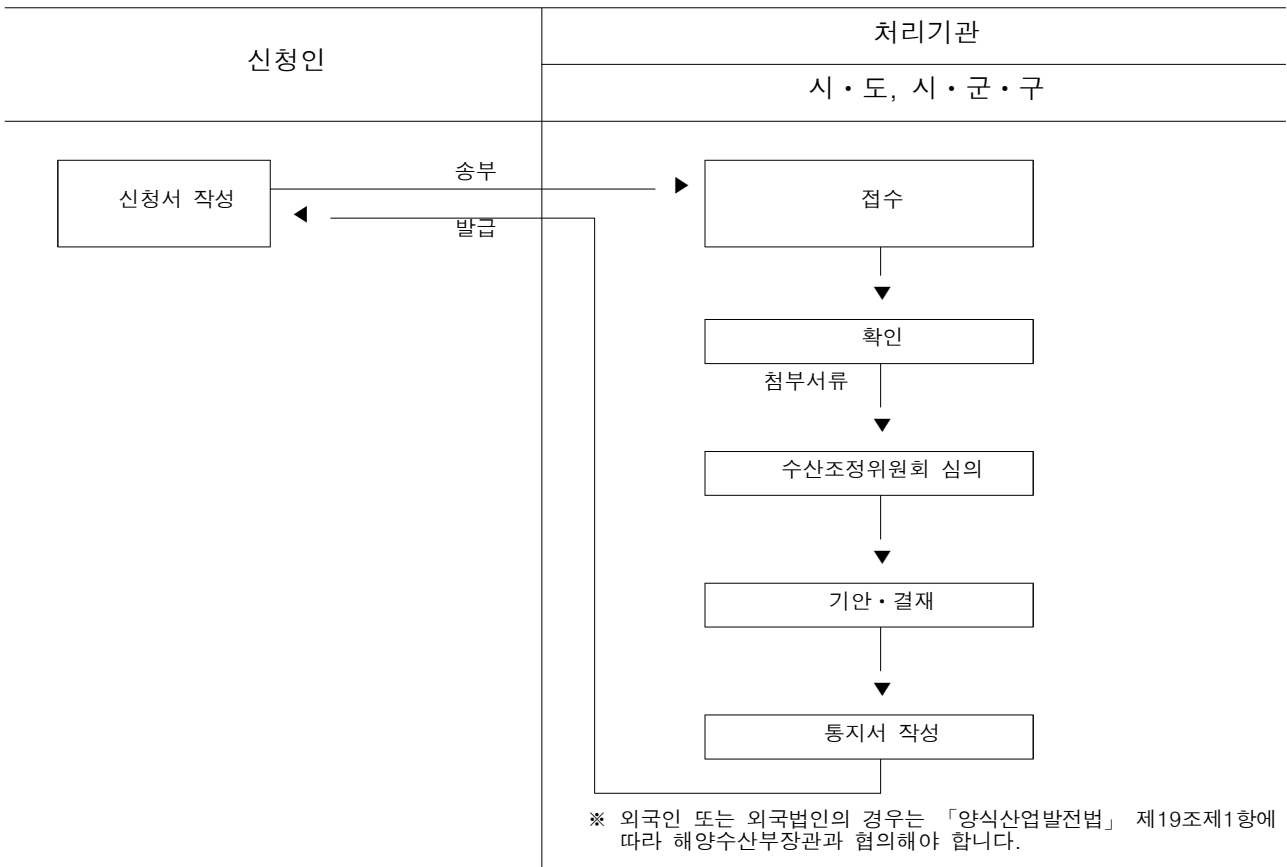 신청인
처리기관
시・도, 시・군・구
신청서 작성
송부
발급
접수
확인
첨부서류
수산조정위원회 심의
기안・결재
통지서 작성
※ 외국인 또는 외국법인의 경우는 「양식산업발전법」 제19조제1항에
따라 해양수산부장관과 협의해야 합니다.